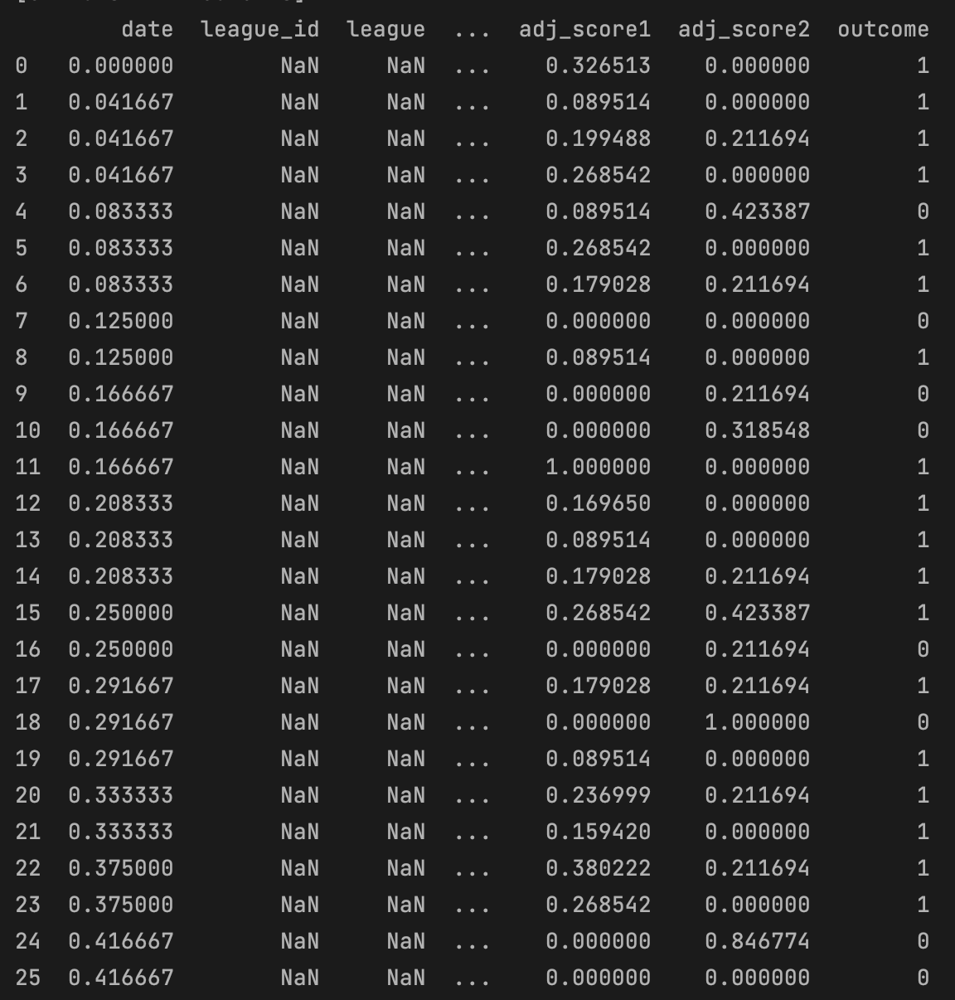 date league_id league ... adj_score1 adj_score2 outcome
0 0.000000 NaN NaN ... 0.326513 0.000000 1
1 0.041667 NaN NaN ... 0.089514 0.000000 1
2 0.041667 NaN NaN ... 0.199488 0.211694 1
3 0.041667 NaN NaN ... 0.268542 0.000000 1
4 0.083333 NaN NaN ... 0.089514 0.423387 0
5 0.083333 NaN NaN ... 0.268542 0.000000 1
6 0.083333 NaN NaN ... 0.179028 0.211694 1
7 0.125000 NaN NaN ... 0.000000 0.000000 0
8 0.125000 NaN NaN ... 0.089514 0.000000 1
9 0.166667 NaN NaN ... 0.000000 0.211694 0
10 0.166667 NaN NaN ... 0.000000 0.318548 0
11 0.166667 NaN NaN ... 1.000000 0.000000 1
12 0.208333 NaN NaN ... 0.169650 0.000000 1
13 0.208333 NaN NaN ... 0.089514 0.000000 1
14 0.208333 NaN NaN ... 0.179028 0.211694 1
15 0.250000 NaN NaN ... 0.268542 0.423387 1
16 0.250000 NaN NaN ... 0.000000 0.211694 0
17 0.291667 NaN NaN ... 0.179028 0.211694 1
18 0.291667 NaN NaN ... 0.000000 1.000000 0
19 0.291667 NaN NaN ... 0.089514 0.000000 1
20 0.333333 NaN NaN ... 0.236999 0.211694 1
21 0.333333 NaN NaN ... 0.159420 0.000000 1
22 0.375000 NaN NaN ... 0.380222 0.211694 1
23 0.375000 NaN NaN ... 0.268542 0.000000 1
24 0.416667 NaN NaN ... 0.000000 0.846774 0
25 0.416667 NaN NaN ... 0.000000 0.000000 0